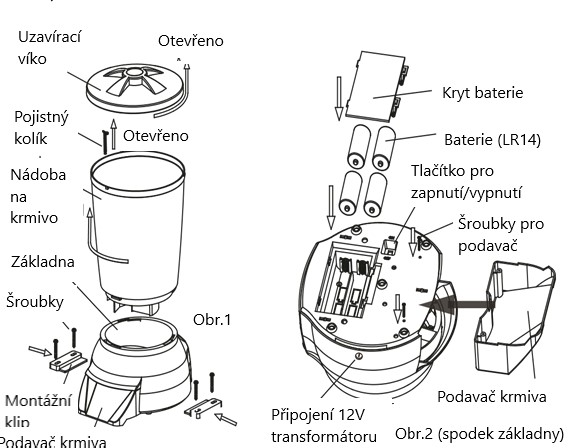 Uzavírací
víko
Otevřeno
Pojistný
kolík
Otevřeno
Nádoba
na
krmivo
Základna
Šroubky
Obr.1
Montážní
klip
Podavač krmiva
Kryt baterie
Baterie (LR14)
Tlačítko pro
zapnutí/vypnutí
Šroubky pro
podavač
Podavač krmiva
Připojení 12V
transformátoru
Obr.2 (spodek základny)